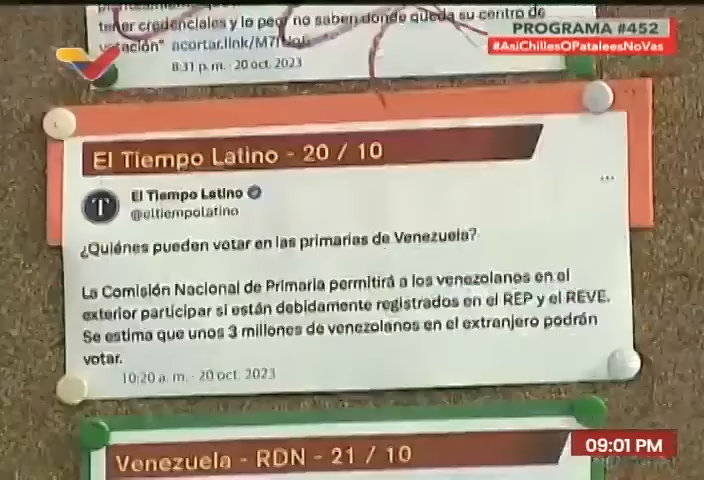 tener credenciales y lo peor no saben donde queda su centro de
votación" acortar.link/M7f
8:31 p. m. · 20 oct. 2023
PROGRAMA #452
#AsiChillesOPataleesNoVas
El Tiempo Latino - 20 / 10
T
El Tiempo Latino
@eltiempolatino
...
¿Quiénes pueden votar en las primarias de Venezuela?
La Comisión Nacional de Primaria permitirá a los venezolanos en el
exterior participar si están debidamente registrados en el REP y el REVE.
Se estima que unos 3 millones de venezolanos en el extranjero podrán
votar.
10:20 a. m. · 20 oct. 2023
Venezuela - RDN - 21 / 10
09:01 PM